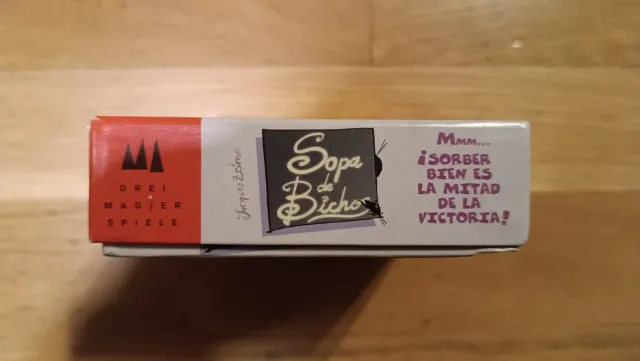 DREI
MAGIER
SPIELE
Jacques Zeimet
Sopa
de
Bicho
Mmm...
¡SORBER
BIEN ES
LA MITAD
DE LA
VICTORIA!